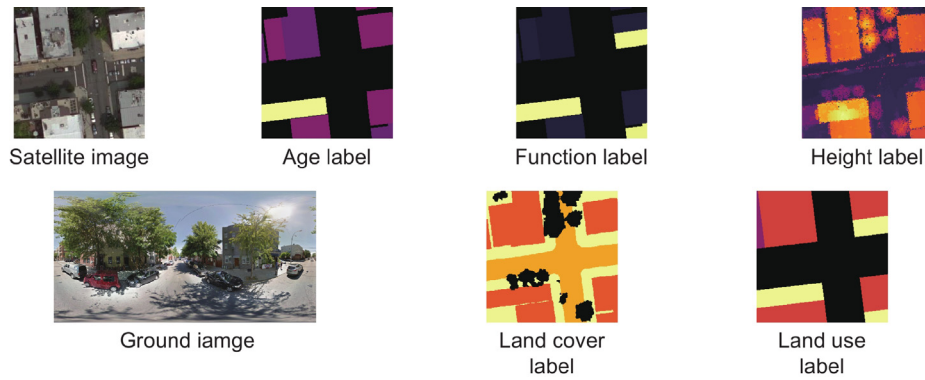 Satellite image
Age label
Function label
Height label
Ground iamge
Land cover
label
Land use
label